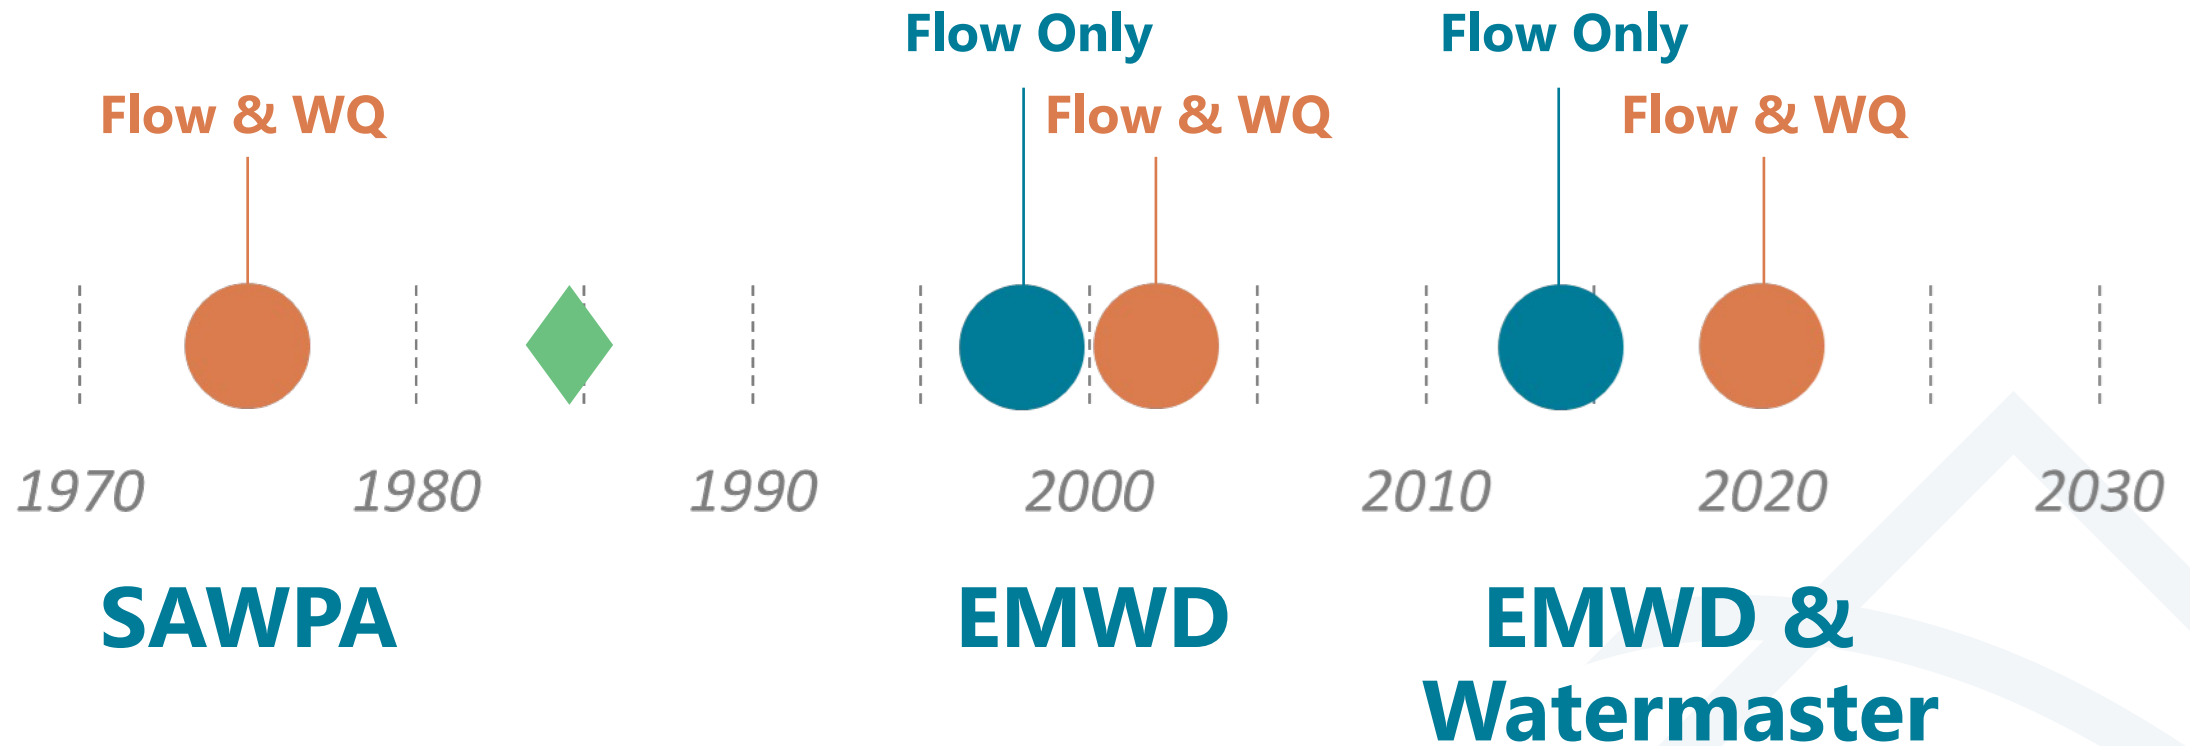 Flow Only
Flow Only
Flow & WQ
Flow & WQ
Flow & WQ
1970
1980
1990
2000
2010
2020
2030
SAWPA
EMWD
EMWD &
Watermaster